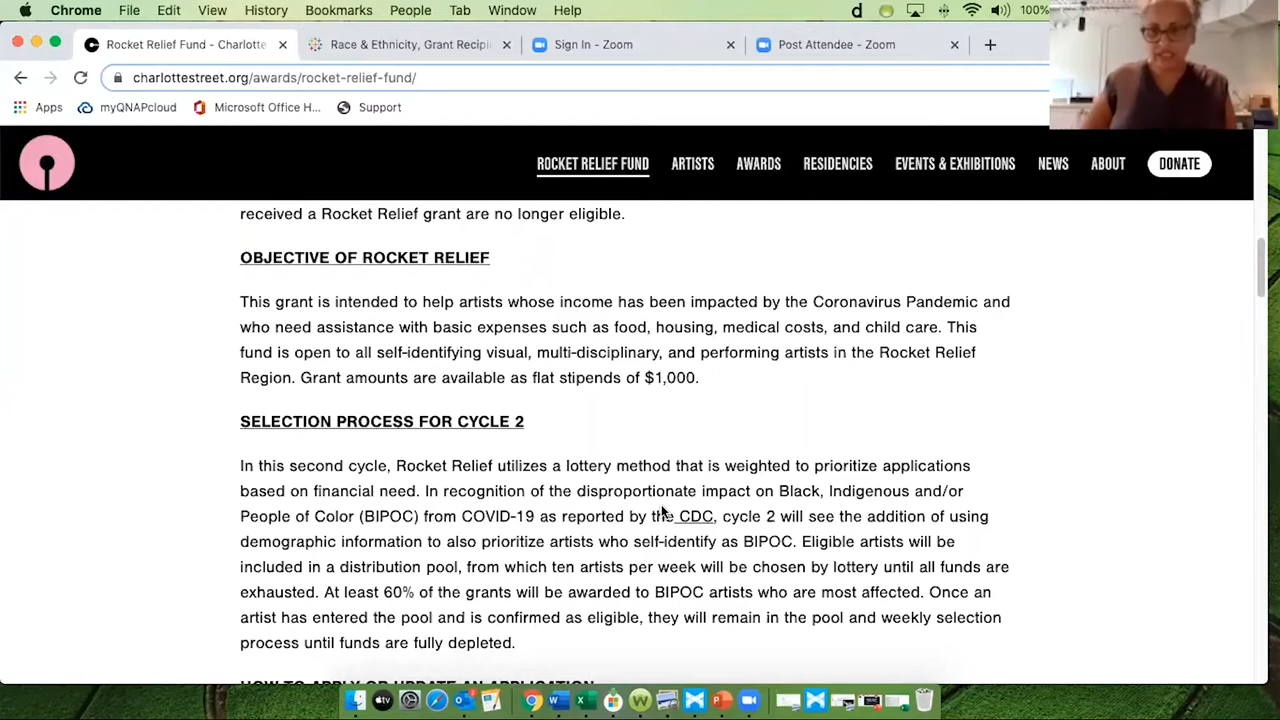 Chrome File Edit View History Bookmarks People Tab Window Help d 100%
Rocket Relief Fund - Charlotte Race & Ethnicity, Grant Recipi Sign In - Zoom Post Attendee - Zoom
charlottestreet.org/awards/rocket-relief-fund/
Apps myQNAPcloud Microsoft Office H... Support
ROCKET RELIEF FUND ARTISTS AWARDS RESIDENCIES EVENTS & EXHIBITIONS NEWS ABOUT DONATE
received a Rocket Relief grant are no longer eligible.
OBJECTIVE OF ROCKET RELIEF
This grant is intended to help artists whose income has been impacted by the Coronavirus Pandemic and
who need assistance with basic expenses such as food, housing, medical costs, and child care. This
fund is open to all self-identifying visual, multi-disciplinary, and performing artists in the Rocket Relief
Region. Grant amounts are available as flat stipends of $1,000.
SELECTION PROCESS FOR CYCLE 2
In this second cycle, Rocket Relief utilizes a lottery method that is weighted to prioritize applications
based on financial need. In recognition of the disproportionate impact on Black, Indigenous and/or
People of Color (BIPOC) from COVID-19 as reported by the CDC, cycle 2 will see the addition of using
demographic information to also prioritize artists who self-identify as BIPOC. Eligible artists will be
included in a distribution pool, from which ten artists per week will be chosen by lottery until all funds are
exhausted. At least 60% of the grants will be awarded to BIPOC artists who are most affected. Once an
artist has entered the pool and is confirmed as eligible, they will remain in the pool and weekly selection
process until funds are fully depleted.
HOW TO APPLY OR UPDATE AN APPLICATION